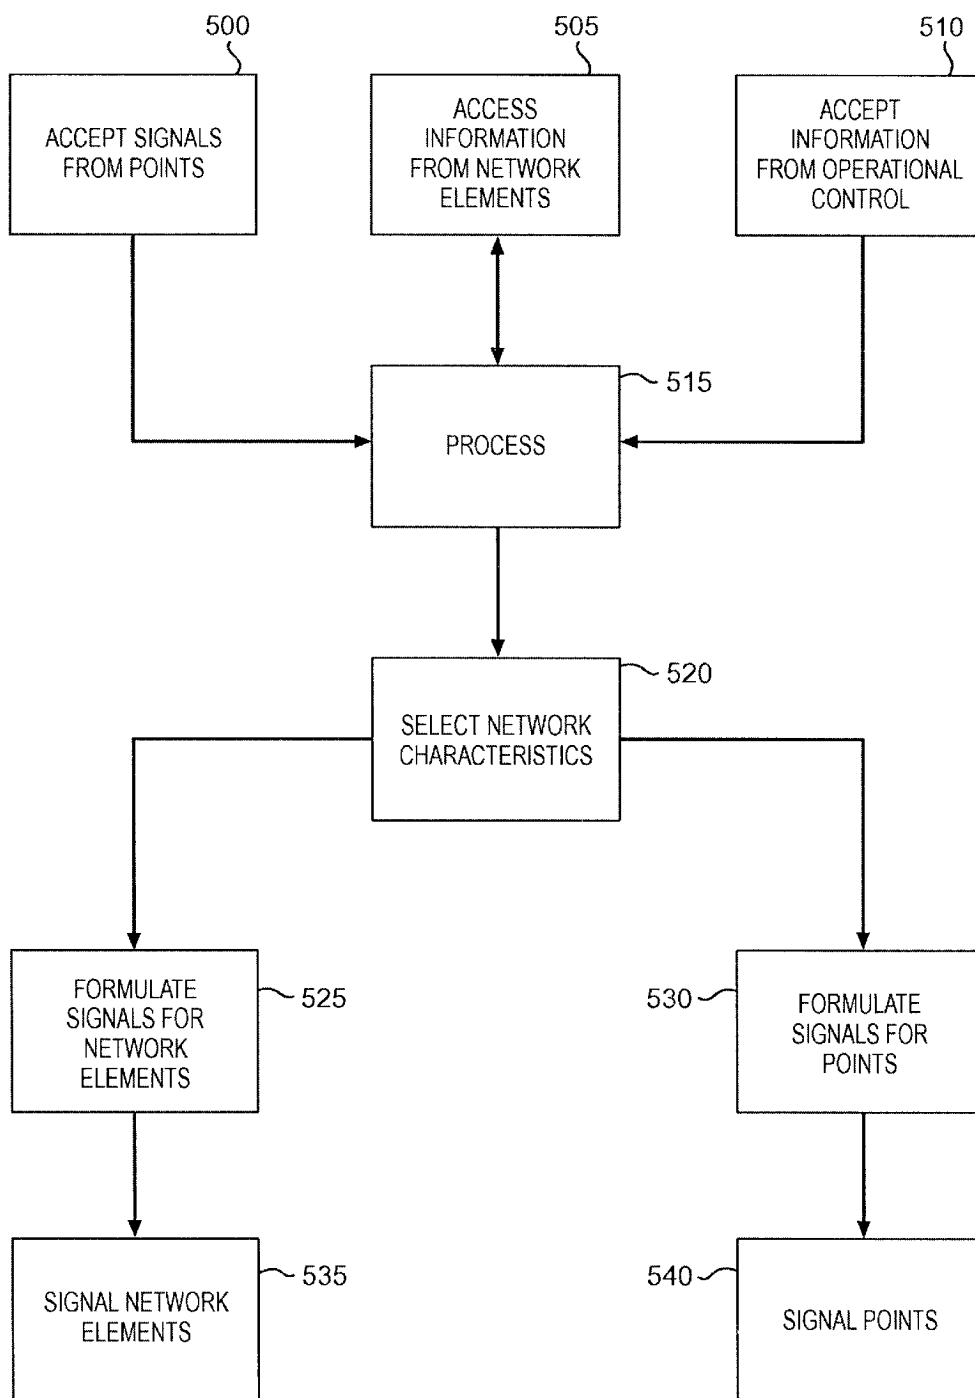 500
505
510
ACCEPT SIGNALS
FROM POINTS
ACCESS
INFORMATION
FROM NETWORK
ELEMENTS
ACCEPT
INFORMATION
FROM OPERATIONAL
CONTROL
515
PROCESS
520
SELECT NETWORK
CHARACTERISTICS
FORMULATE
SIGNALS FOR
NETWORK
ELEMENTS
525
530
FORMULATE
SIGNALS FOR
POINTS
SIGNAL NETWORK
ELEMENTS
535
540
SIGNAL POINTS